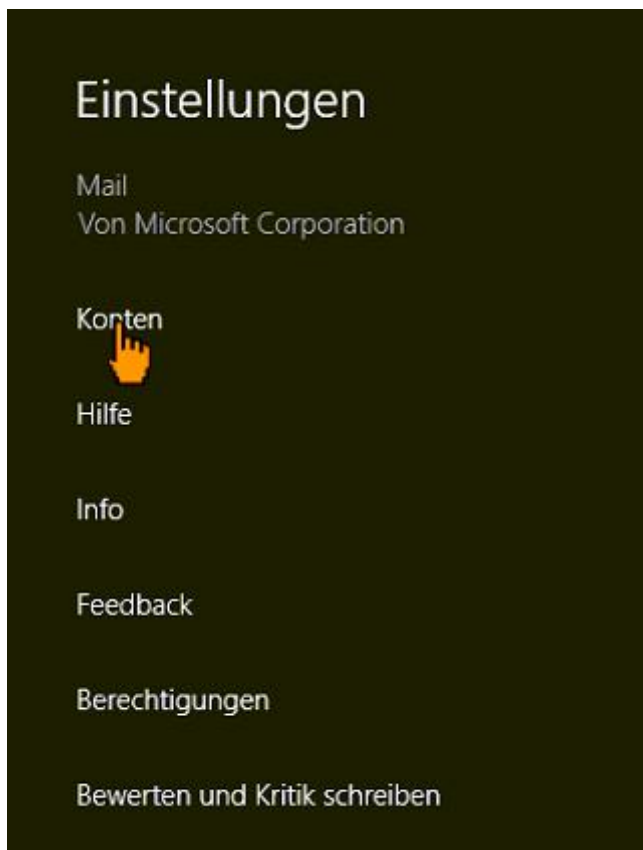 Einstellungen
Mail
Von Microsoft Corporation
Konten
Hilfe
Info
Feedback
Berechtigungen
Bewerten und Kritik schreiben